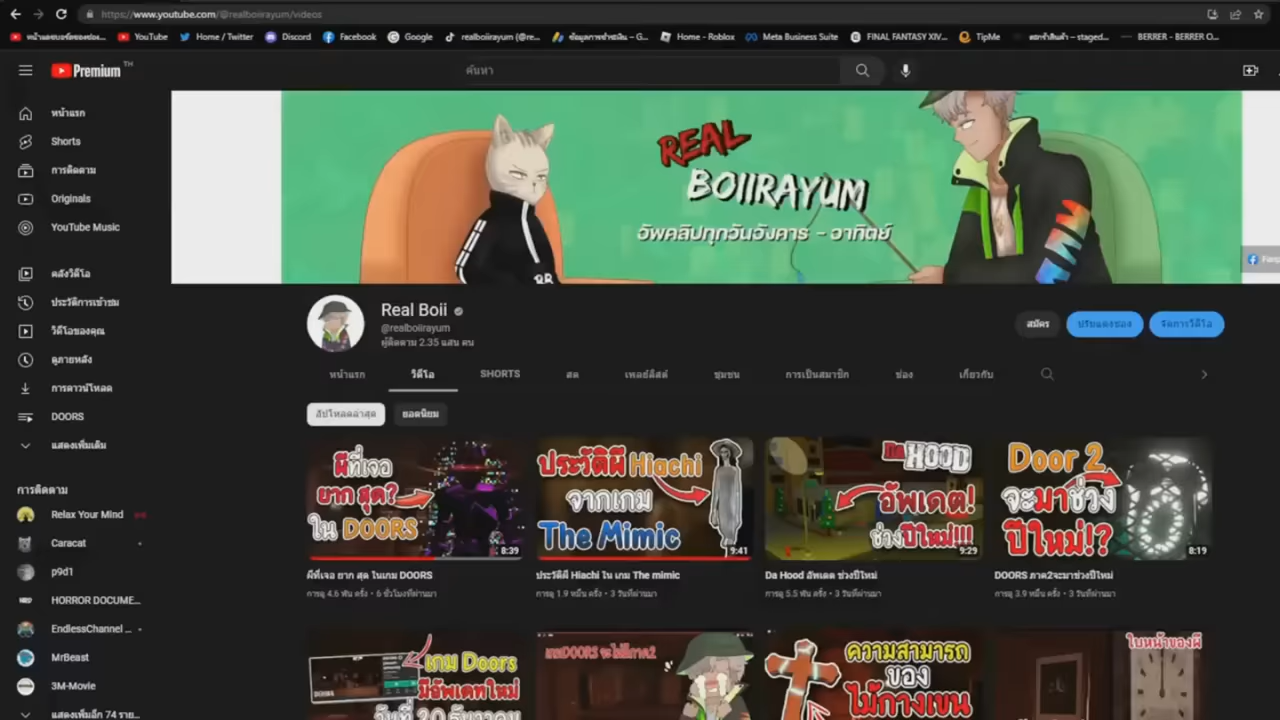 https://www.youtube.com/@realboiirayum/videos
YouTube
Home / Twitter
Discord
Facebook
Google
realboiirayum (@re...
ข้อมูลการชำระเงิน – G...
Home - Roblox
Meta Business Suite
FINAL FANTASY XIV...
TipMe
ตะกร้าสินค้า – staged...
BERRER - BERRER C...
Premium TH
ค้นหา
หน้าแรก
Shorts
การติดตาม
Originals
YouTube Music
คลังวิดีโอ
ประวัติการเข้าชม
วิดีโอของคุณ
ดูภายหลัง
การดาวน์โหลด
DOORS
แสดงเพิ่มเติม
การติดตาม
Relax Your Mind
Caracat
p9d1
HORROR DOCUME...
EndlessChannel ...
MrBeast
3M-Movie
แสดงเพิ่มอีก 74 ราย...
REAL
BOIIRAYUM
อัพคลิปทุกวันอังคาร - อาทิตย์
RB
Real Boii
@realboiirayum
ผู้ติดตาม 2.35 แสน คน
สมัคร
ปรับแต่งช่อง
จัดการวิดีโอ
หน้าแรก
วิดีโอ
SHORTS
สด
เพลย์ลิสต์
ชุมชน
การเป็นสมาชิก
ช่อง
เกี่ยวกับ
อัปโหลดล่าสุด
ยอดนิยม
ผีที่เจอ
ยาก สุด?
ใน DOORS
8:39
ผีที่เจอ ยาก สุด ในเกม DOORS
การดู 4.6 พัน ครั้ง • 6 ชั่วโมงที่ผ่านมา
ประวัติผี Hiachi
จากเกม
The Mimic
9:41
ประวัติผี Hiachi ใน เกม The mimic
การดู 1.9 หมื่น ครั้ง • 3 วันที่ผ่านมา
DA HOOD
อัพเดต!
ช่วงปีใหม่!!!
9:29
Da Hood อัพเดต ช่วงปีใหม่
การดู 5.5 พัน ครั้ง • 3 วันที่ผ่านมา
Door 2
จะมาช่วง
ปีใหม่!?
8:19
DOORS ภาค2จะมาช่วงปีใหม่
การดู 3.9 หมื่น ครั้ง • 3 วันที่ผ่านมา
เกม Doors
มีอัพเดทใหม่
วันที่ 20 ธันวาคม
เกมDOORS จะไม่มีภาค2
ความสามารถ
ของ
ไม้กางเขน
ใบหน้าของผี